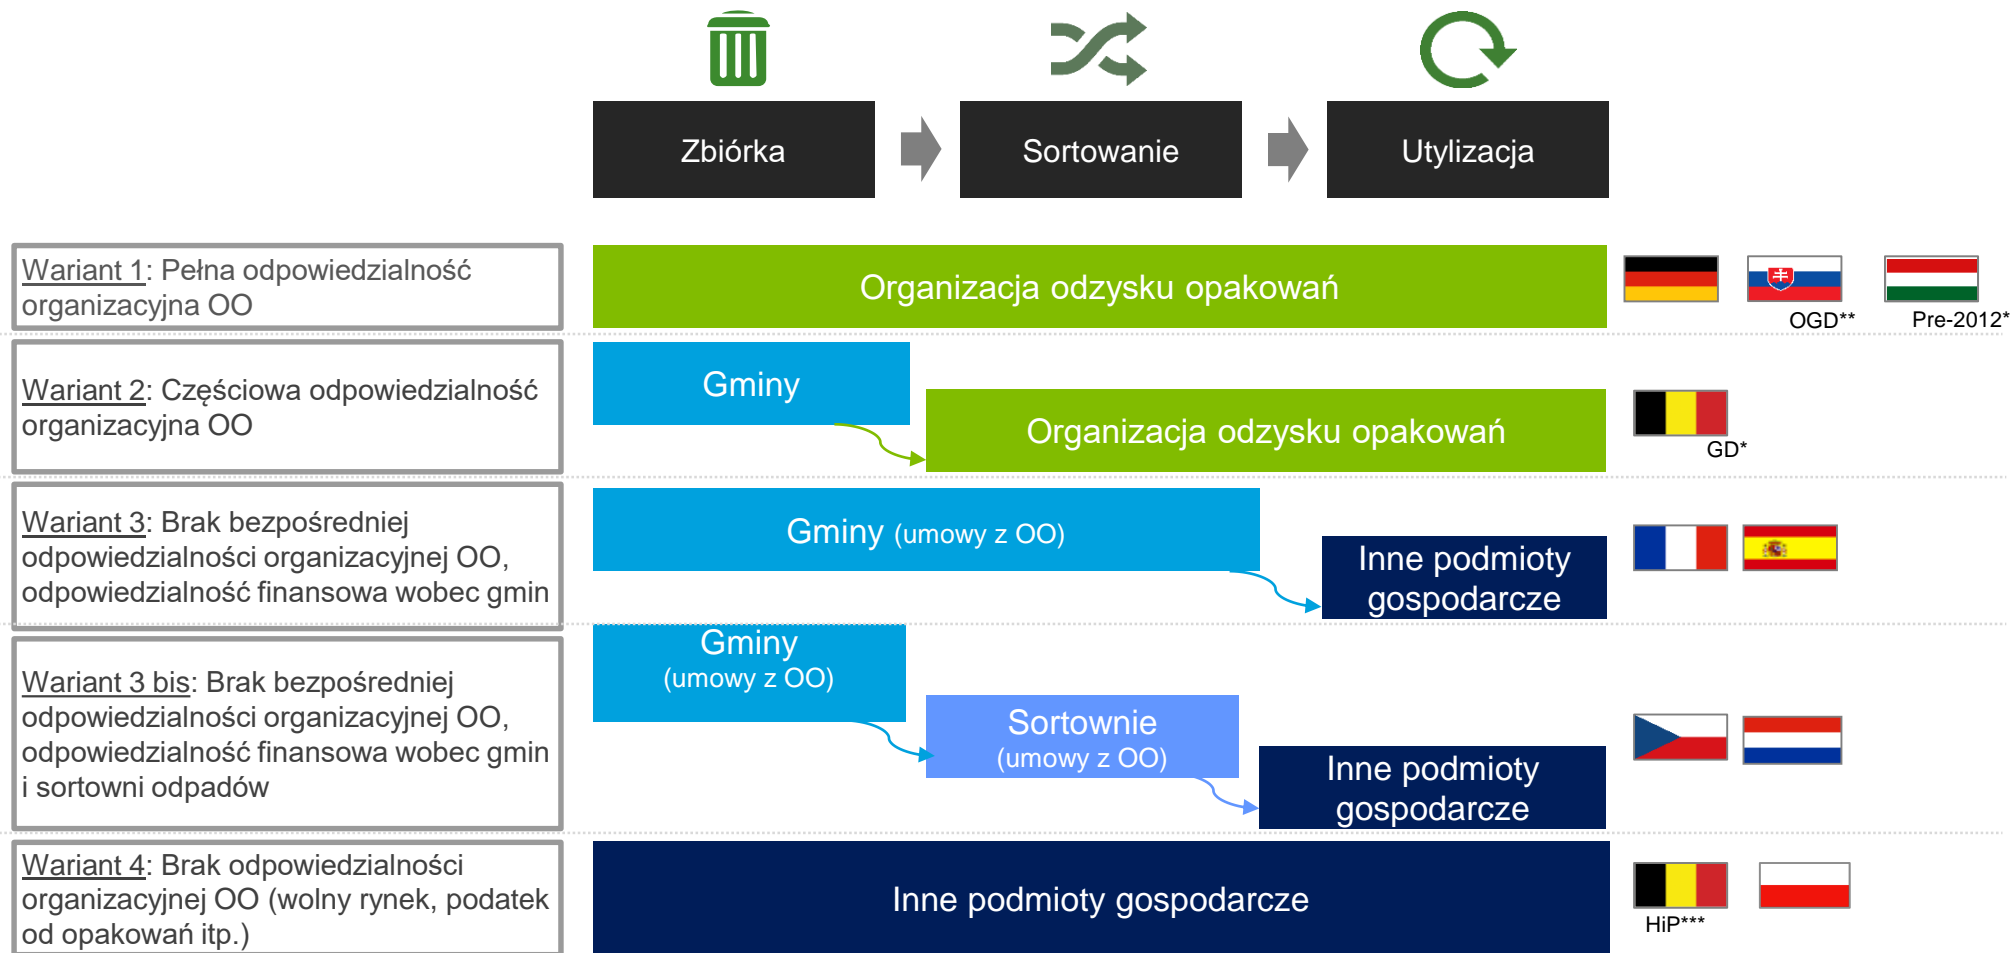 Zbiórka
Sortowanie
Utylizacja
Wariant 1: Pełna odpowiedzialność
organizacyjna OO
Organizacja odzysku opakowań
OGD**
Pre-2012*
Wariant 2: Częściowa odpowiedzialność
organizacyjna OO
Gminy
Organizacja odzysku opakowań
GD*
Wariant 3: Brak bezpośredniej
odpowiedzialności organizacyjnej OO,
odpowiedzialność finansowa wobec gmin
Gminy (umowy z OO)
Inne podmioty
gospodarcze
Wariant 3 bis: Brak bezpośredniej
odpowiedzialności organizacyjnej OO,
odpowiedzialność finansowa wobec gmin
i sortowni odpadów
Gminy
(umowy z OO)
Sortownie
(umowy z OO)
Inne podmioty
gospodarcze
Wariant 4: Brak odpowiedzialności
organizacyjnej OO (wolny rynek, podatek
od opakowań itp.)
Inne podmioty gospodarcze
HiP***